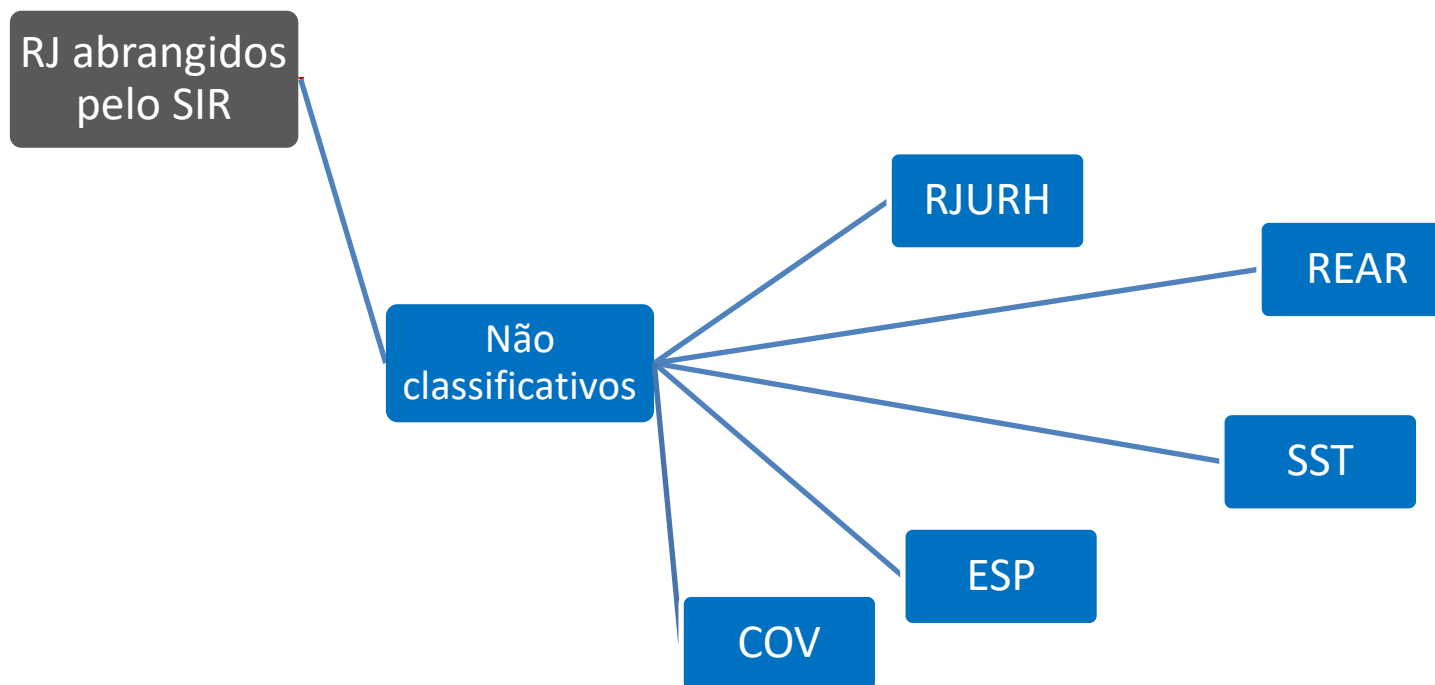 RJ abrangidos
pelo SIR
RJURH
REAR
Não
classificativos
SST
ESP
COV